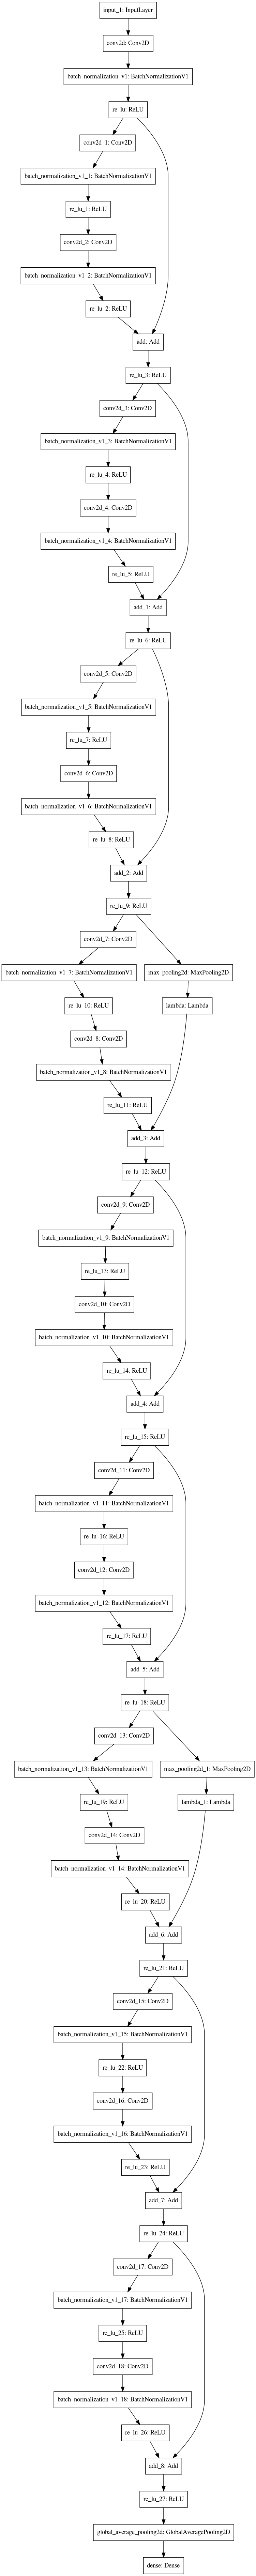 input_1: InputLayer
conv2d: Conv2D
batch_normalization_v1: BatchNormalizationV1
re_lu: ReLU
conv2d_1: Conv2D
batch_normalization_v1_1: BatchNormalizationV1
re_lu_1: ReLU
conv2d_2: Conv2D
batch_normalization_v1_2: BatchNormalizationV1
re_lu_2: ReLU
add: Add
re_lu_3: ReLU
conv2d_3: Conv2D
batch_normalization_v1_3: BatchNormalizationV1
re_lu_4: ReLU
conv2d_4: Conv2D
batch_normalization_v1_4: BatchNormalizationV1
re_lu_5: ReLU
add_1: Add
re_lu_6: ReLU
conv2d_5: Conv2D
batch_normalization_v1_5: BatchNormalizationV1
re_lu_7: ReLU
conv2d_6: Conv2D
batch_normalization_v1_6: BatchNormalizationV1
re_lu_8: ReLU
add_2: Add
re_lu_9: ReLU
conv2d_7: Conv2D
batch_normalization_v1_7: BatchNormalizationV1
max_pooling2d: MaxPooling2D
re_lu_10: ReLU
lambda: Lambda
conv2d_8: Conv2D
batch_normalization_v1_8: BatchNormalizationV1
re_lu_11: ReLU
add_3: Add
re_lu_12: ReLU
conv2d_9: Conv2D
batch_normalization_v1_9: BatchNormalizationV1
re_lu_13: ReLU
conv2d_10: Conv2D
batch_normalization_v1_10: BatchNormalizationV1
re_lu_14: ReLU
add_4: Add
re_lu_15: ReLU
conv2d_11: Conv2D
batch_normalization_v1_11: BatchNormalizationV1
re_lu_16: ReLU
conv2d_12: Conv2D
batch_normalization_v1_12: BatchNormalizationV1
re_lu_17: ReLU
add_5: Add
re_lu_18: ReLU
conv2d_13: Conv2D
batch_normalization_v1_13: BatchNormalizationV1
max_pooling2d_1: MaxPooling2D
re_lu_19: ReLU
lambda_1: Lambda
conv2d_14: Conv2D
batch_normalization_v1_14: BatchNormalizationV1
re_lu_20: ReLU
add_6: Add
re_lu_21: ReLU
conv2d_15: Conv2D
batch_normalization_v1_15: BatchNormalizationV1
re_lu_22: ReLU
conv2d_16: Conv2D
batch_normalization_v1_16: BatchNormalizationV1
re_lu_23: ReLU
add_7: Add
re_lu_24: ReLU
conv2d_17: Conv2D
batch_normalization_v1_17: BatchNormalizationV1
re_lu_25: ReLU
conv2d_18: Conv2D
batch_normalization_v1_18: BatchNormalizationV1
re_lu_26: ReLU
add_8: Add
re_lu_27: ReLU
global_average_pooling2d: GlobalAveragePooling2D
dense: Dense